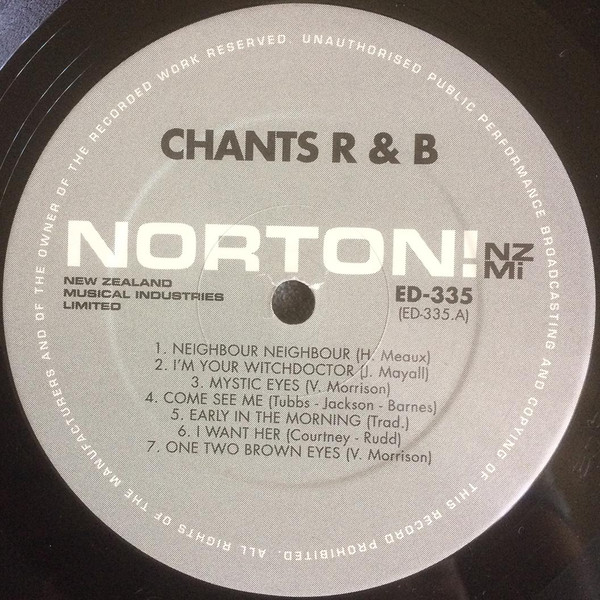 CHANTS R & B
NORTON!
NZ
Mi
NEW ZEALAND
MUSICAL INDUSTRIES
LIMITED
ED-335
(ED-335.A)
1. NEIGHBOUR NEIGHBOUR (H. Meaux)
2. I'M YOUR WITCHDOCTOR (J. Mayall)
3. MYSTIC EYES (V. Morrison)
4. COME SEE ME (Tubbs - Jackson - Barnes)
5. EARLY IN THE MORNING (Trad.)
6. I WANT HER (Courtney - Rudd)
7. ONE TWO BROWN EYES (V. Morrison)
ALL RIGHTS OF THE MANUFACTURERS AND OF THE OWNER OF THE RECORDED WORK RESERVED. UNAUTHORISED PUBLIC PERFORMANCE BROADCASTING AND COPYING OF THIS RECORD PROHIBITED.